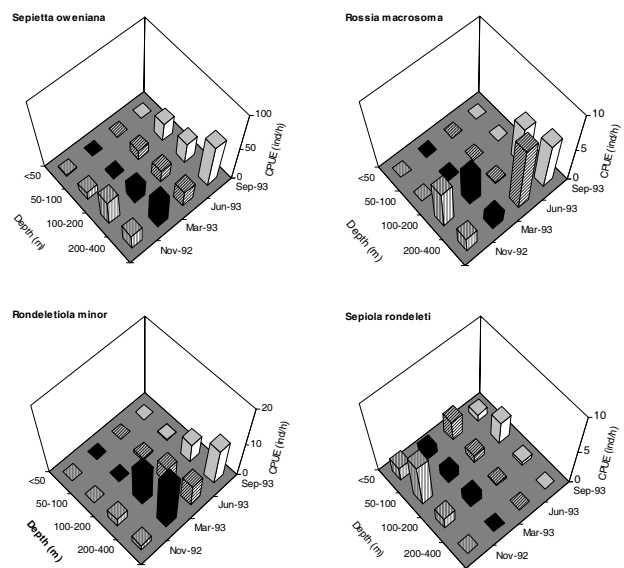 Sepietta oweniana
100
50
0
CPUE (ind/h)
<50
50-100
100-200
200-400
Depth (m)
Sep-93
Jun-93
Mar-93
Nov-92
Rossia macrosoma
10
5
0
CPUE (ind/h)
<50
50-100
100-200
200-400
Depth (m)
Sep-93
Jun-93
Mar-93
Nov-92
Rondeletiola minor
20
10
0
CPUE (ind/h)
<50
50-100
100-200
200-400
Depth (m)
Sep-93
Jun-93
Mar-93
Nov-92
Sepiola rondeleti
10
5
0
CPUE (ind/h)
<50
50-100
100-200
200-400
Depth (m)
Sep-93
Jun-93
Mar-93
Nov-92